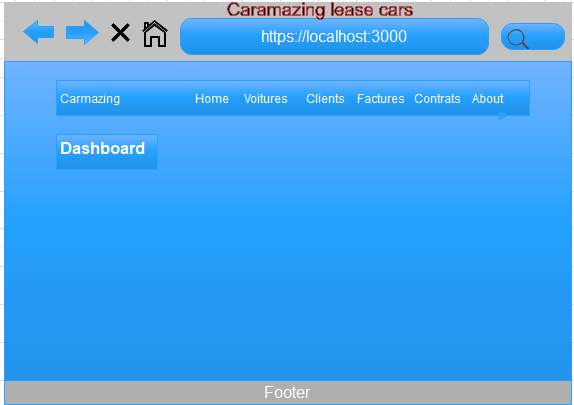 Caramazing lease cars
https://localhost:3000
Carmazing Home Voitures Clients Factures Contrats About
Dashboard
Footer